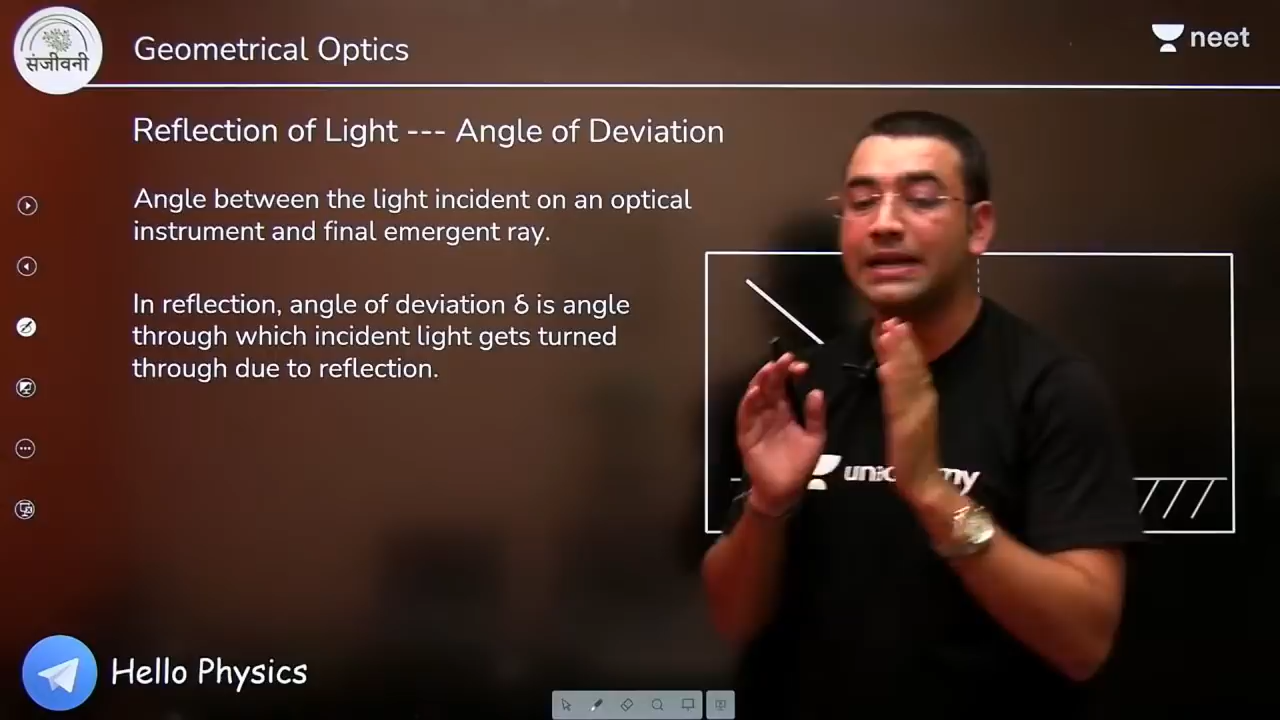 संजीवनी
Geometrical Optics
neet
Reflection of Light --- Angle of Deviation
Angle between the light incident on an optical
instrument and final emergent ray.
In reflection, angle of deviation δ is angle
through which incident light gets turned
through due to reflection.
Hello Physics